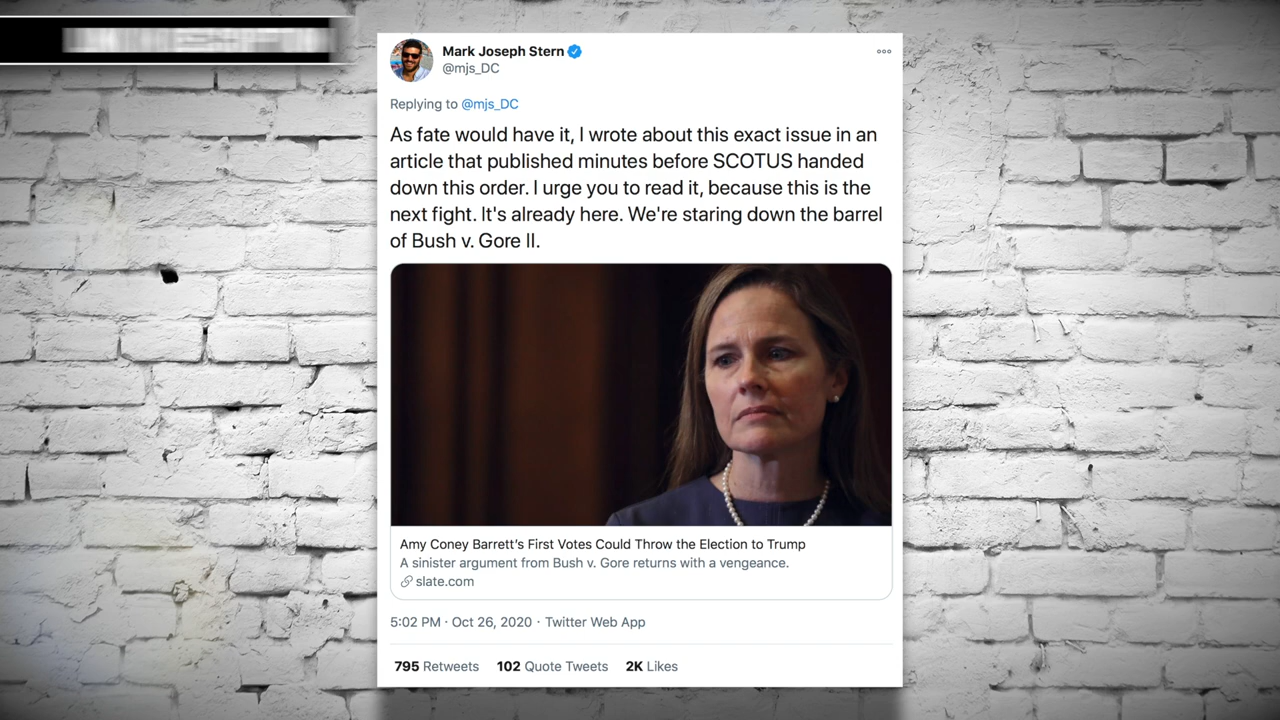 Mark Joseph Stern
@mjs_DC
Replying to @mjs_DC
As fate would have it, I wrote about this exact issue in an
article that published minutes before SCOTUS handed
down this order. I urge you to read it, because this is the
next fight. It's already here. We're staring down the barrel
of Bush v. Gore II.
Amy Coney Barrett's First Votes Could Throw the Election to Trump
A sinister argument from Bush v. Gore returns with a vengeance.
slate.com
5:02 PM · Oct 26, 2020 · Twitter Web App
795 Retweets 102 Quote Tweets 2K Likes